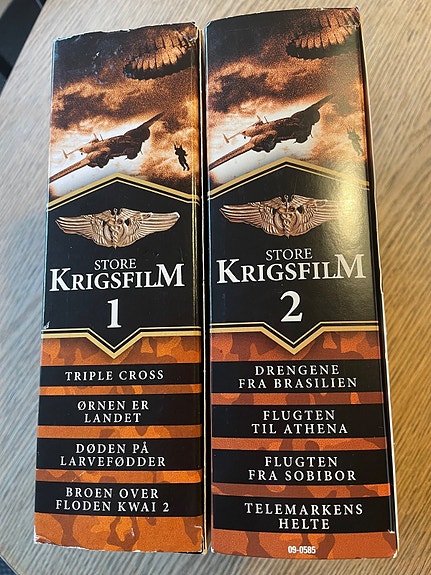 STORE
KRIGSFILM
1
TRIPLE CROSS
ØRNEN ER
LANDET
DØDEN PÅ
LARVEFØDDER
BROEN OVER
FLODEN KWAI 2
STORE
KRIGSFILM
2
DRENGENE
FRA BRASILIEN
FLUGTEN
TIL ATHENA
FLUGTEN
FRA SOBIBOR
TELEMARKENS
HELTE
09-0585